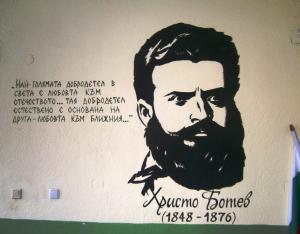 „Най-голямата добродетел в
света е любовта към
отечеството... тая добродетел
естествено е основана на
друга-любовта към ближния..."
Христо Ботев
(1848 - 1876)